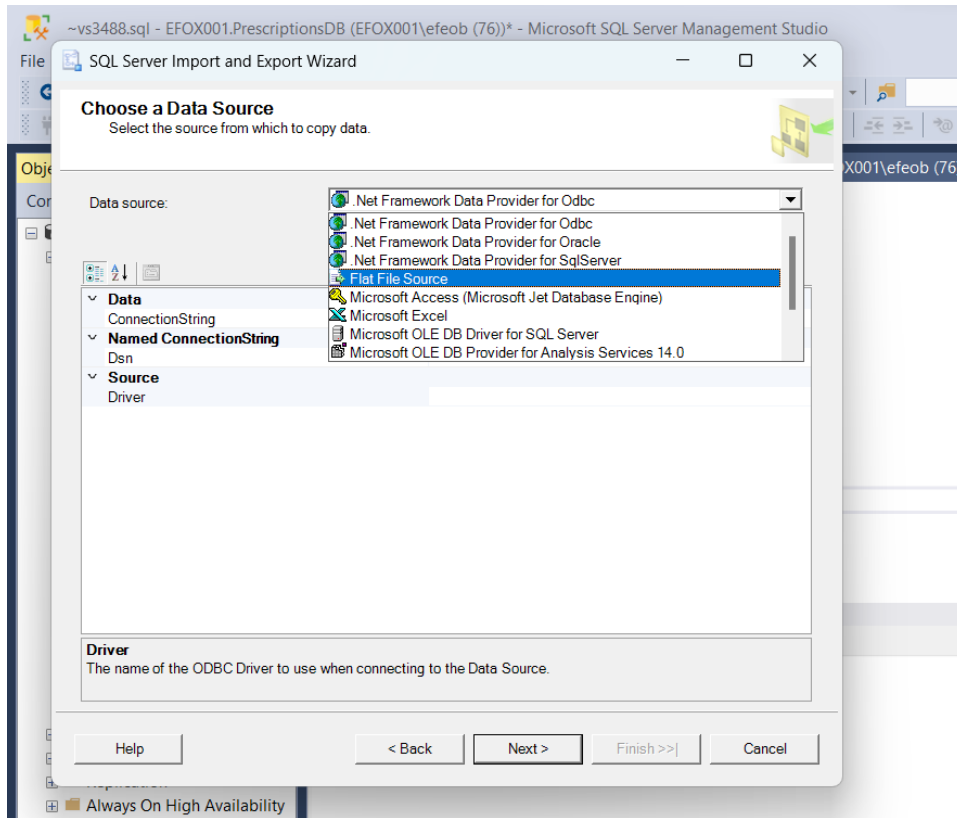 ~vs3488.sql - EFOX001.PrescriptionsDB (EFOX001\efeob (76))* - Microsoft SQL Server Management Studio
File
SQL Server Import and Export Wizard
Choose a Data Source
Select the source from which to copy data.
Obje
X001\efeob (76
Con
Data source:
.Net Framework Data Provider for Odbc
.Net Framework Data Provider for Odbc
.Net Framework Data Provider for Oracle
.Net Framework Data Provider for SqlServer
Flat File Source
Microsoft Access (Microsoft Jet Database Engine)
Microsoft Excel
Microsoft OLE DB Driver for SQL Server
Microsoft OLE DB Provider for Analysis Services 14.0
Data
ConnectionString
Named ConnectionString
Dsn
Source
Driver
Driver
The name of the ODBC Driver to use when connecting to the Data Source.
Help
< Back
Next >
Finish >>|
Cancel
Always On High Availability